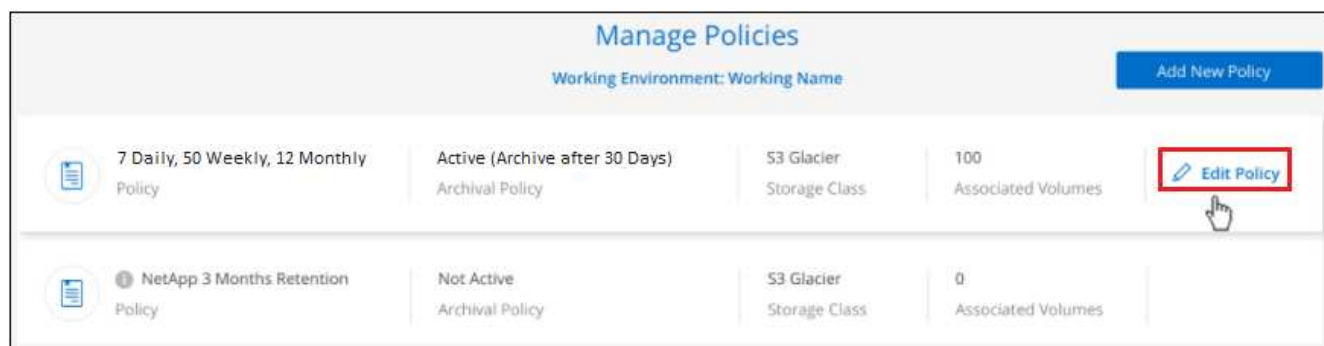 Manage Policies
Working Environment: Working Name
Add New Policy
7 Daily, 50 Weekly, 12 Monthly
Policy
Active (Archive after 30 Days)
Archival Policy
S3 Glacier
Storage Class
100
Associated Volumes
Edit Policy
NetApp 3 Months Retention
Policy
Not Active
Archival Policy
S3 Glacier
Storage Class
0
Associated Volumes